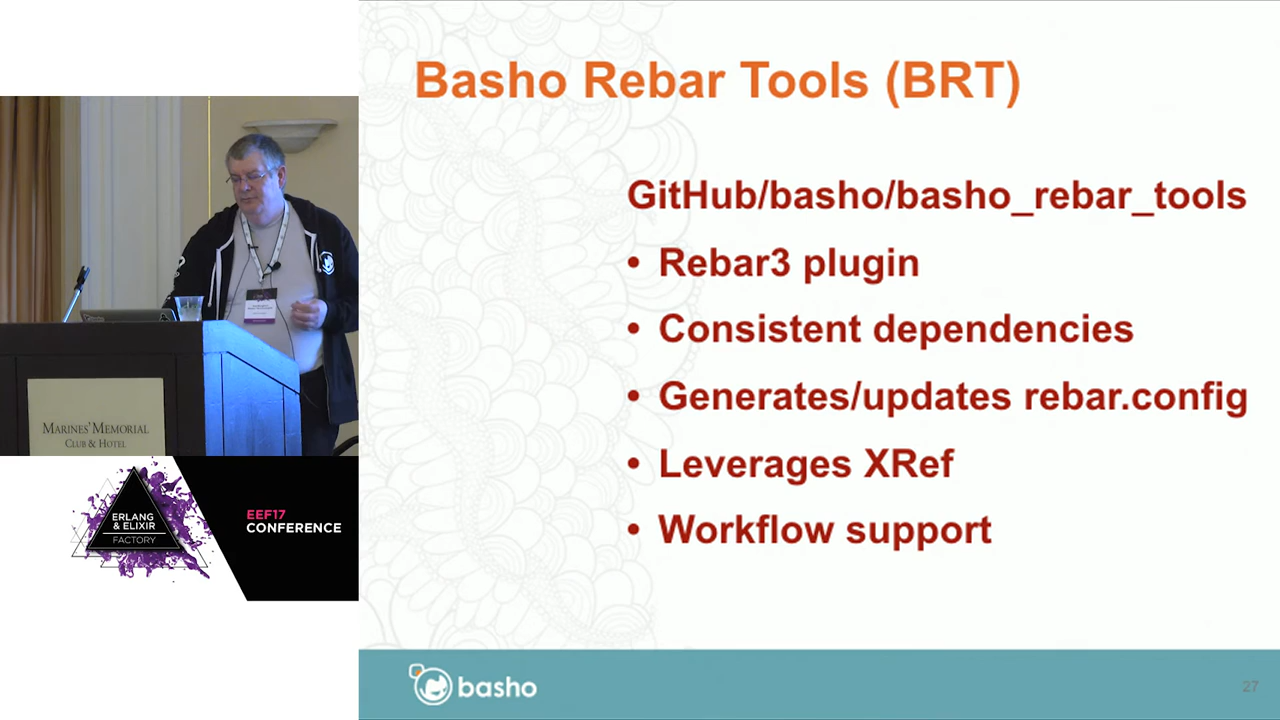 Basho Rebar Tools (BRT)
GitHub/basho/basho_rebar_tools
• Rebar3 plugin
• Consistent dependencies
• Generates/updates rebar.config
• Leverages XRef
• Workflow support
basho
27
MARINES' MEMORIAL
CLUB & HOTEL
ERLANG
& ELIXIR
FACTORY
EEF17
CONFERENCE